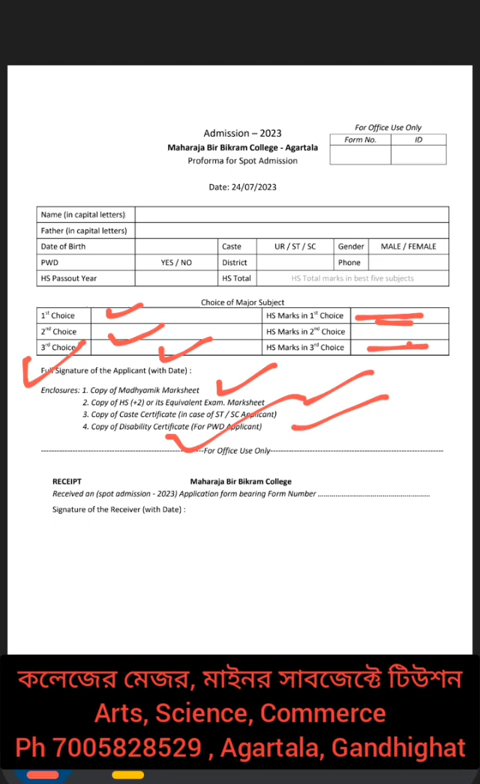 For Office Use Only
Admission – 2023
Form No. ID
Maharaja Bir Bikram College - Agartala
Proforma for Spot Admission
Date: 24/07/2023
Name (in capital letters)
Father (in capital letters)
Date of Birth Caste UR / ST / SC Gender MALE / FEMALE
PWD YES / NO District Phone
HS Passout Year HS Total HS Total marks in best five subjects
Choice of Major Subject
1st Choice HS Marks in 1st Choice
2nd Choice HS Marks in 2nd Choice
3rd Choice HS Marks in 3rd Choice
Full Signature of the Applicant (with Date) :
Enclosures: 1. Copy of Madhyamik Marksheet
2. Copy of HS (+2) or its Equivalent Exam. Marksheet
3. Copy of Caste Certificate (in case of ST / SC Applicant)
4. Copy of Disability Certificate (For PWD Applicant)
For Office Use Only
RECEIPT Maharaja Bir Bikram College
Received an (spot admission - 2023) Application form bearing Form Number
Signature of the Receiver (with Date) :
কলেজের মেজর, মাইনর সাবজেক্টে টিউশন
Arts, Science, Commerce
Ph 7005828529 , Agartala, Gandhighat